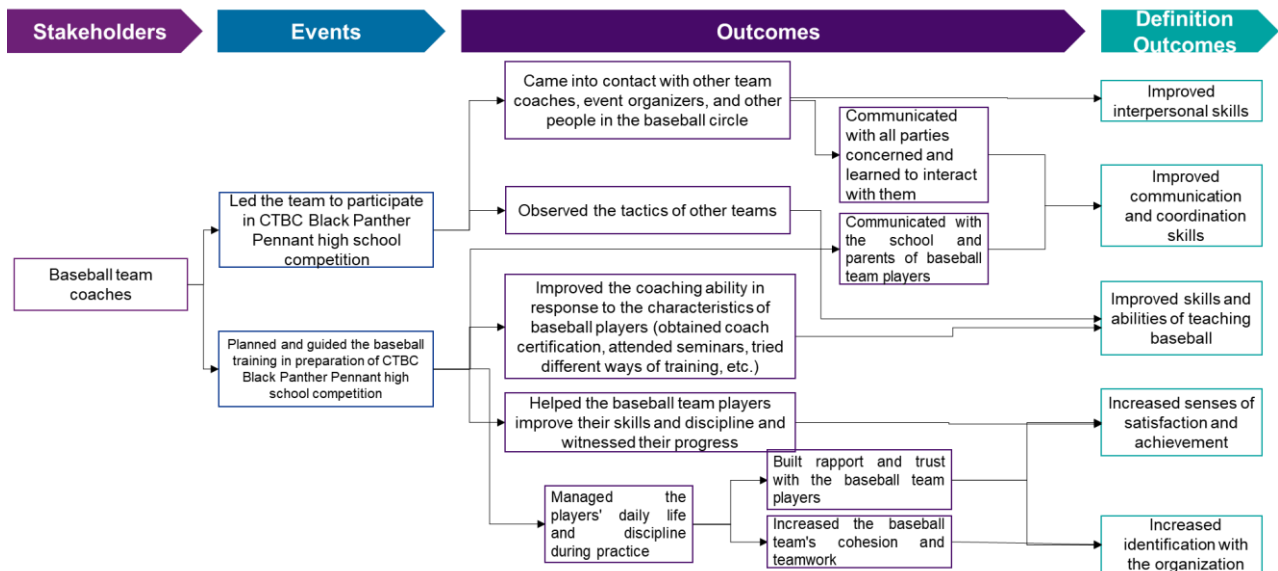 Stakeholders
Events
Outcomes
Definition
Outcomes
Baseball team
coaches
Led the team to participate
in CTBC Black Panther
Pennant high school
competition
Planned and guided the baseball
training in preparation of CTBC
Black Panther Pennant high
school competition
Came into contact with other team
coaches, event organizers, and other
people in the baseball circle
Observed the tactics of other teams
Improved the coaching ability in
response to the characteristics of
baseball players (obtained coach
certification, attended seminars, tried
different ways of training, etc.)
Helped the baseball team players
improve their skills and discipline and
witnessed their progress
Managed the
players' daily life
and discipline
during practice
Communicated
with all parties
concerned and
learned to interact
with them
Communicated with
the school and
parents of baseball
team players
Built rapport and trust
with the baseball team
players
Increased the baseball
team's cohesion and
teamwork
Improved
interpersonal skills
Improved
communication
and coordination
skills
Improved skills and
abilities of teaching
baseball
Increased senses of
satisfaction and
achievement
Increased
identification with
the organization